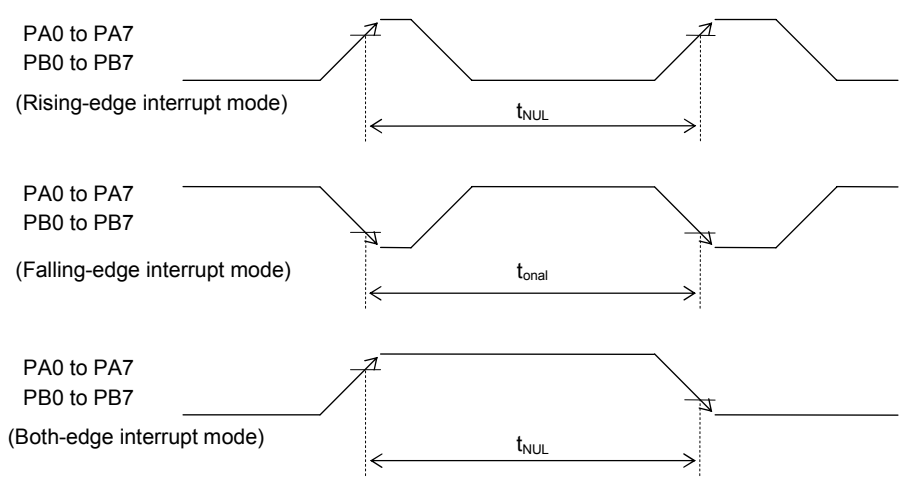 PA0 to PA7
PB0 to PB7
(Rising-edge interrupt mode)
tNUL
PA0 to PA7
PB0 to PB7
(Falling-edge interrupt mode)
tonal
PA0 to PA7
PB0 to PB7
(Both-edge interrupt mode)
tNUL